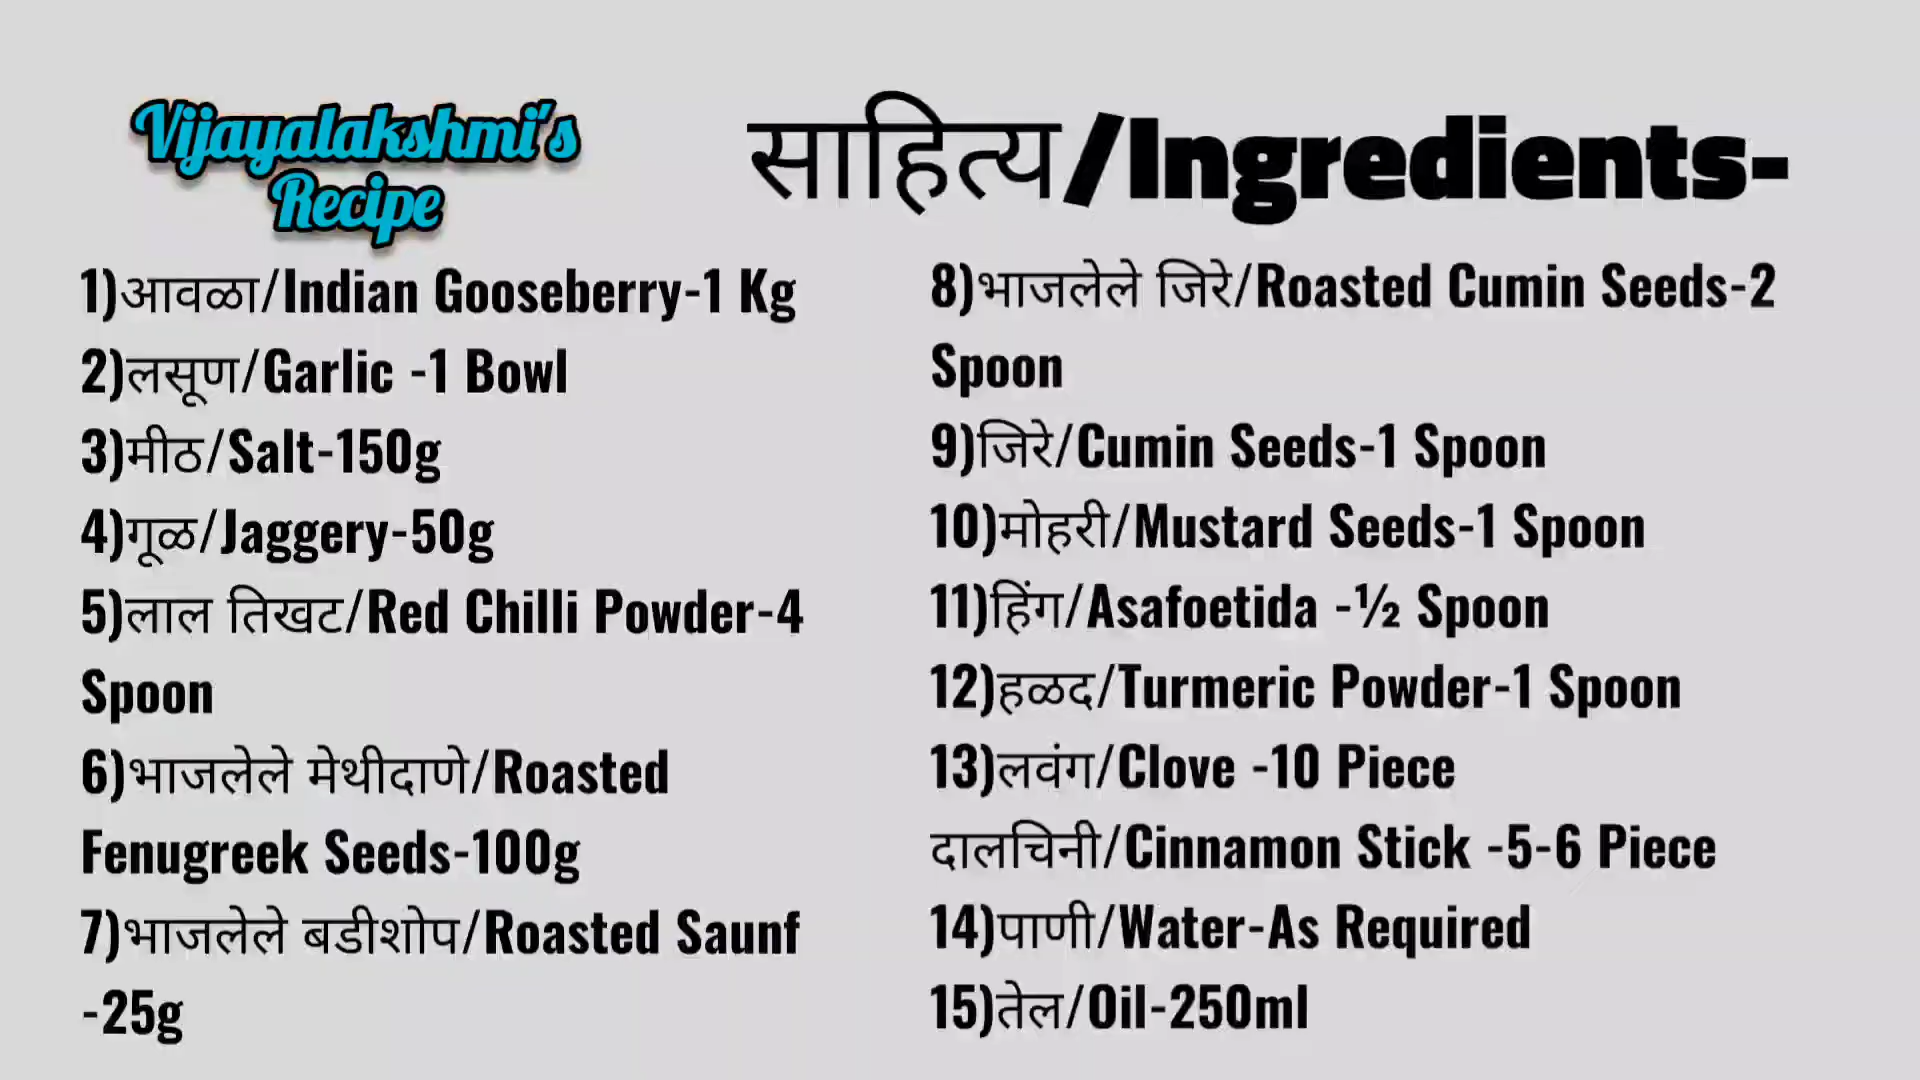 Vijayalakshmi's
Recipe
साहित्य/Ingredients-
1)आवळा/Indian Gooseberry-1 Kg
2)लसूण/Garlic -1 Bowl
3)मीठ/Salt-150g
4)गूळ/Jaggery-50g
5)लाल तिखट/Red Chilli Powder-4
Spoon
6)भाजलेले मेथीदाणे/Roasted
Fenugreek Seeds-100g
7)भाजलेले बडीशोप/Roasted Saunf
-25g
8)भाजलेले जिरे/Roasted Cumin Seeds-2
Spoon
9)जिरे/Cumin Seeds-1 Spoon
10)मोहरी/Mustard Seeds-1 Spoon
11)हिंग/Asafoetida -½ Spoon
12)हळद/Turmeric Powder-1 Spoon
13)लवंग/Clove -10 Piece
दालचिनी/Cinnamon Stick -5-6 Piece
14)पाणी/Water-As Required
15)तेल/Oil-250ml